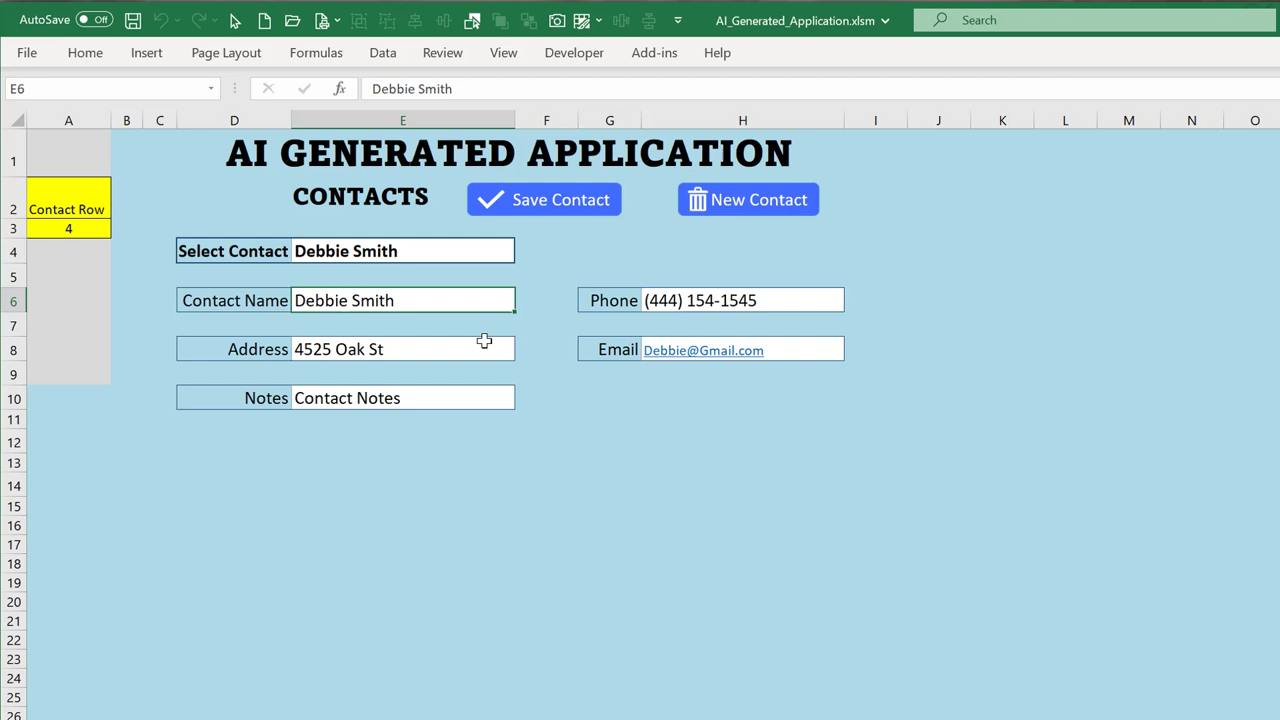 AutoSave Off AI_Generated_Application.xlsm Search
File Home Insert Page Layout Formulas Data Review View Developer Add-ins Help
E6 fx Debbie Smith
A B C D E F G H I J K L M N O
1 AI GENERATED APPLICATION
2 Contact Row CONTACTS Save Contact New Contact
3 4
4 Select Contact Debbie Smith
5
6 Contact Name Debbie Smith Phone (444) 154-1545
7
8 Address 4525 Oak St Email Debbie@Gmail.com
9
10 Notes Contact Notes
11
12
13
14
15
16
17
18
19
20
21
22
23
24
25
26